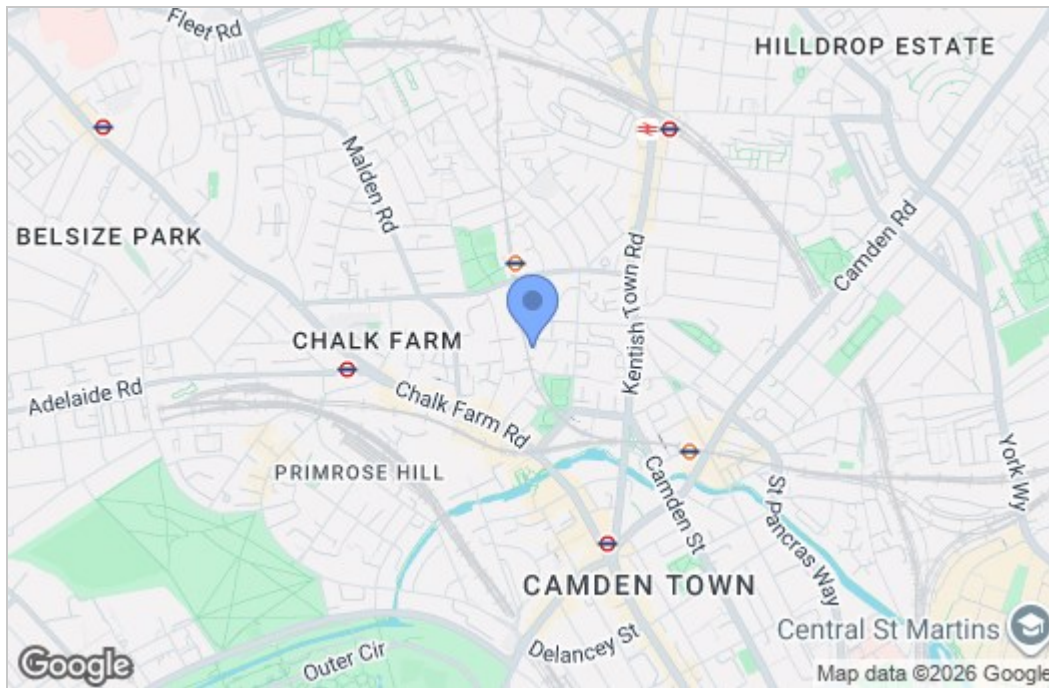 Fleet Rd
HILLDROP ESTATE
Malden Rd
BELSIZE PARK
Camden Rd
Kentish Town Rd
CHALK FARM
Adelaide Rd
Chalk Farm Rd
PRIMROSE HILL
Camden St
St Pancras Way
York Wy
CAMDEN TOWN
Central St Martins
Delancey St
Outer Cir
Google
Map data ©2026 Google